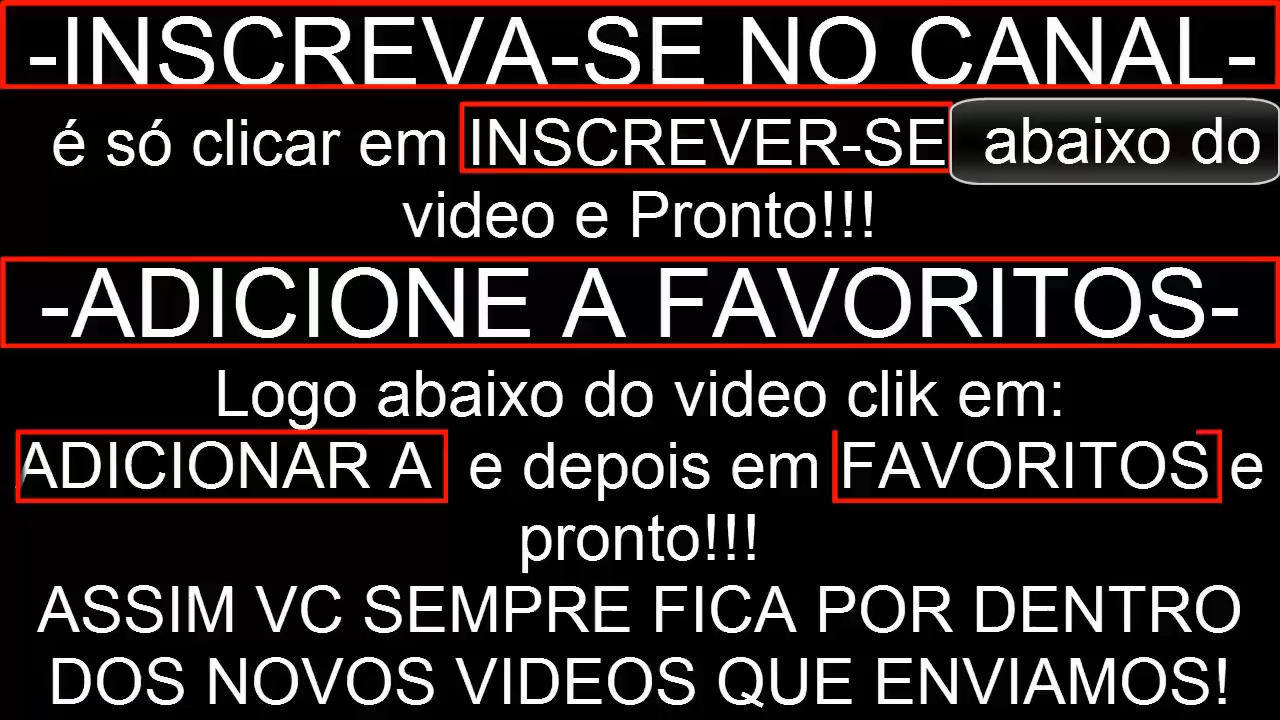 -INSCREVA-SE NO CANAL-
é só clicar em INSCREVER-SE abaixo do
video e Pronto!!!
-ADICIONE A FAVORITOS-
Logo abaixo do video clik em:
ADICIONAR A e depois em FAVORITOS e
pronto!!!
ASSIM VC SEMPRE FICA POR DENTRO
DOS NOVOS VIDEOS QUE ENVIAMOS!